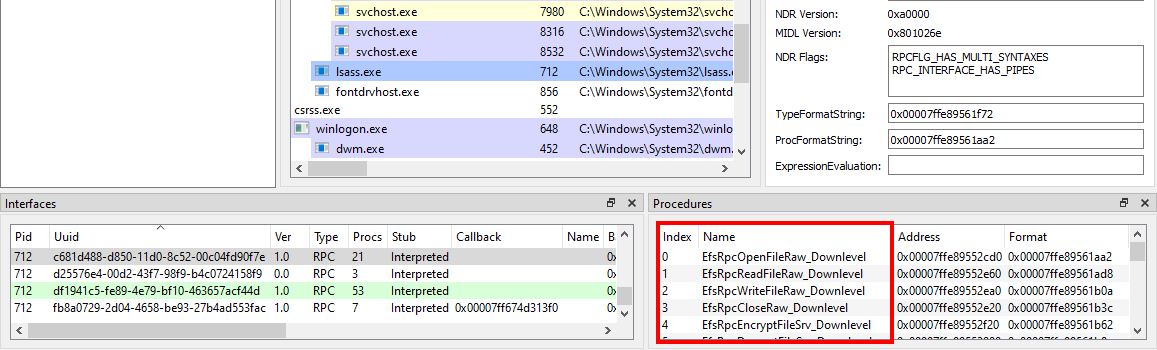 svchost.exe 7980 C:\Windows\System32\svcho
svchost.exe 8316 C:\Windows\System32\svcho
svchost.exe 8532 C:\Windows\System32\svcho
lsass.exe 712 C:\Windows\System32\lsass.e
fontdrvhost.exe 856 C:\Windows\System32\fontd
csrss.exe 552
winlogon.exe 648 C:\Windows\System32\winlo
dwm.exe 452 C:\Windows\System32\dwm.
NDR Version: 0xa0000
MIDL Version: 0x801026e
NDR Flags: RPCFLG_HAS_MULTI_SYNTAXES
RPC_INTERFACE_HAS_PIPES
TypeFormatString: 0x00007ffe89561f72
ProcFormatString: 0x00007ffe89561aa2
ExpressionEvaluation:
Interfaces
Pid Uuid Ver Type Procs Stub Callback Name Ba
712 c681d488-d850-11d0-8c52-00c04fd90f7e 1.0 RPC 21 Interpreted 0x
712 d25576e4-00d2-43f7-98f9-b4c0724158f9 0.0 RPC 3 Interpreted 0x
712 df1941c5-fe89-4e79-bf10-463657acf44d 1.0 RPC 53 Interpreted 0x
712 fb8a0729-2d04-4658-be93-27b4ad553fac 1.0 RPC 7 Interpreted 0x00007ff674d313f0 0x
Procedures
Index Name Address Format
0 EfsRpcOpenFileRaw_Downlevel 0x00007ffe89552cd0 0x00007ffe89561aa2
1 EfsRpcReadFileRaw_Downlevel 0x00007ffe89552e60 0x00007ffe89561ad8
2 EfsRpcWriteFileRaw_Downlevel 0x00007ffe89552ea0 0x00007ffe89561b0a
3 EfsRpcCloseRaw_Downlevel 0x00007ffe89552e20 0x00007ffe89561b3c
4 EfsRpcEncryptFileSrv_Downlevel 0x00007ffe89552f20 0x00007ffe89561b62